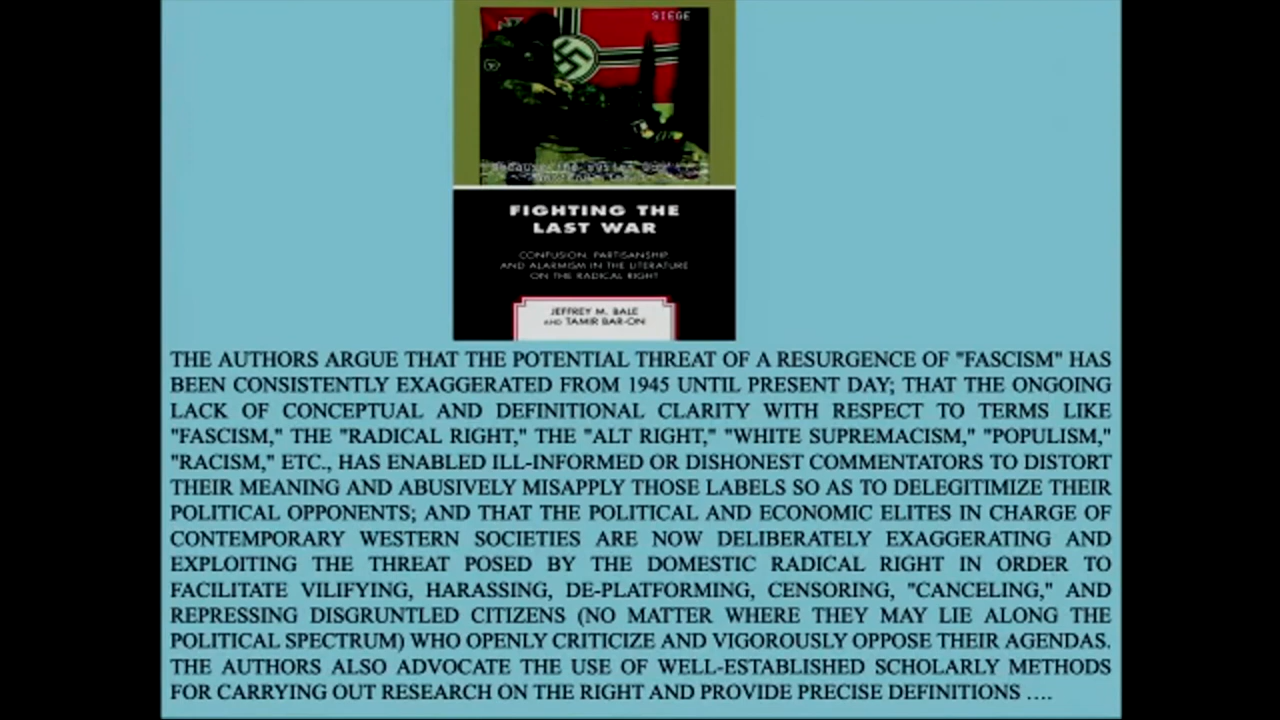 SIEGE
FIGHTING THE
LAST WAR
CONFUSION, PARTISANSHIP,
AND ALARMISM IN THE LITERATURE
ON THE RADICAL RIGHT
JEFFREY M. BALE
AND TAMIR BAR-ON
THE AUTHORS ARGUE THAT THE POTENTIAL THREAT OF A RESURGENCE OF "FASCISM" HAS
BEEN CONSISTENTLY EXAGGERATED FROM 1945 UNTIL PRESENT DAY; THAT THE ONGOING
LACK OF CONCEPTUAL AND DEFINITIONAL CLARITY WITH RESPECT TO TERMS LIKE
"FASCISM," THE "RADICAL RIGHT," THE "ALT RIGHT," "WHITE SUPREMACISM," "POPULISM,"
"RACISM," ETC., HAS ENABLED ILL-INFORMED OR DISHONEST COMMENTATORS TO DISTORT
THEIR MEANING AND ABUSIVELY MISAPPLY THOSE LABELS SO AS TO DELEGITIMIZE THEIR
POLITICAL OPPONENTS; AND THAT THE POLITICAL AND ECONOMIC ELITES IN CHARGE OF
CONTEMPORARY WESTERN SOCIETIES ARE NOW DELIBERATELY EXAGGERATING AND
EXPLOITING THE THREAT POSED BY THE DOMESTIC RADICAL RIGHT IN ORDER TO
FACILITATE VILIFYING, HARASSING, DE-PLATFORMING, CENSORING, "CANCELING," AND
REPRESSING DISGRUNTLED CITIZENS (NO MATTER WHERE THEY MAY LIE ALONG THE
POLITICAL SPECTRUM) WHO OPENLY CRITICIZE AND VIGOROUSLY OPPOSE THEIR AGENDAS.
THE AUTHORS ALSO ADVOCATE THE USE OF WELL-ESTABLISHED SCHOLARLY METHODS
FOR CARRYING OUT RESEARCH ON THE RIGHT AND PROVIDE PRECISE DEFINITIONS ….